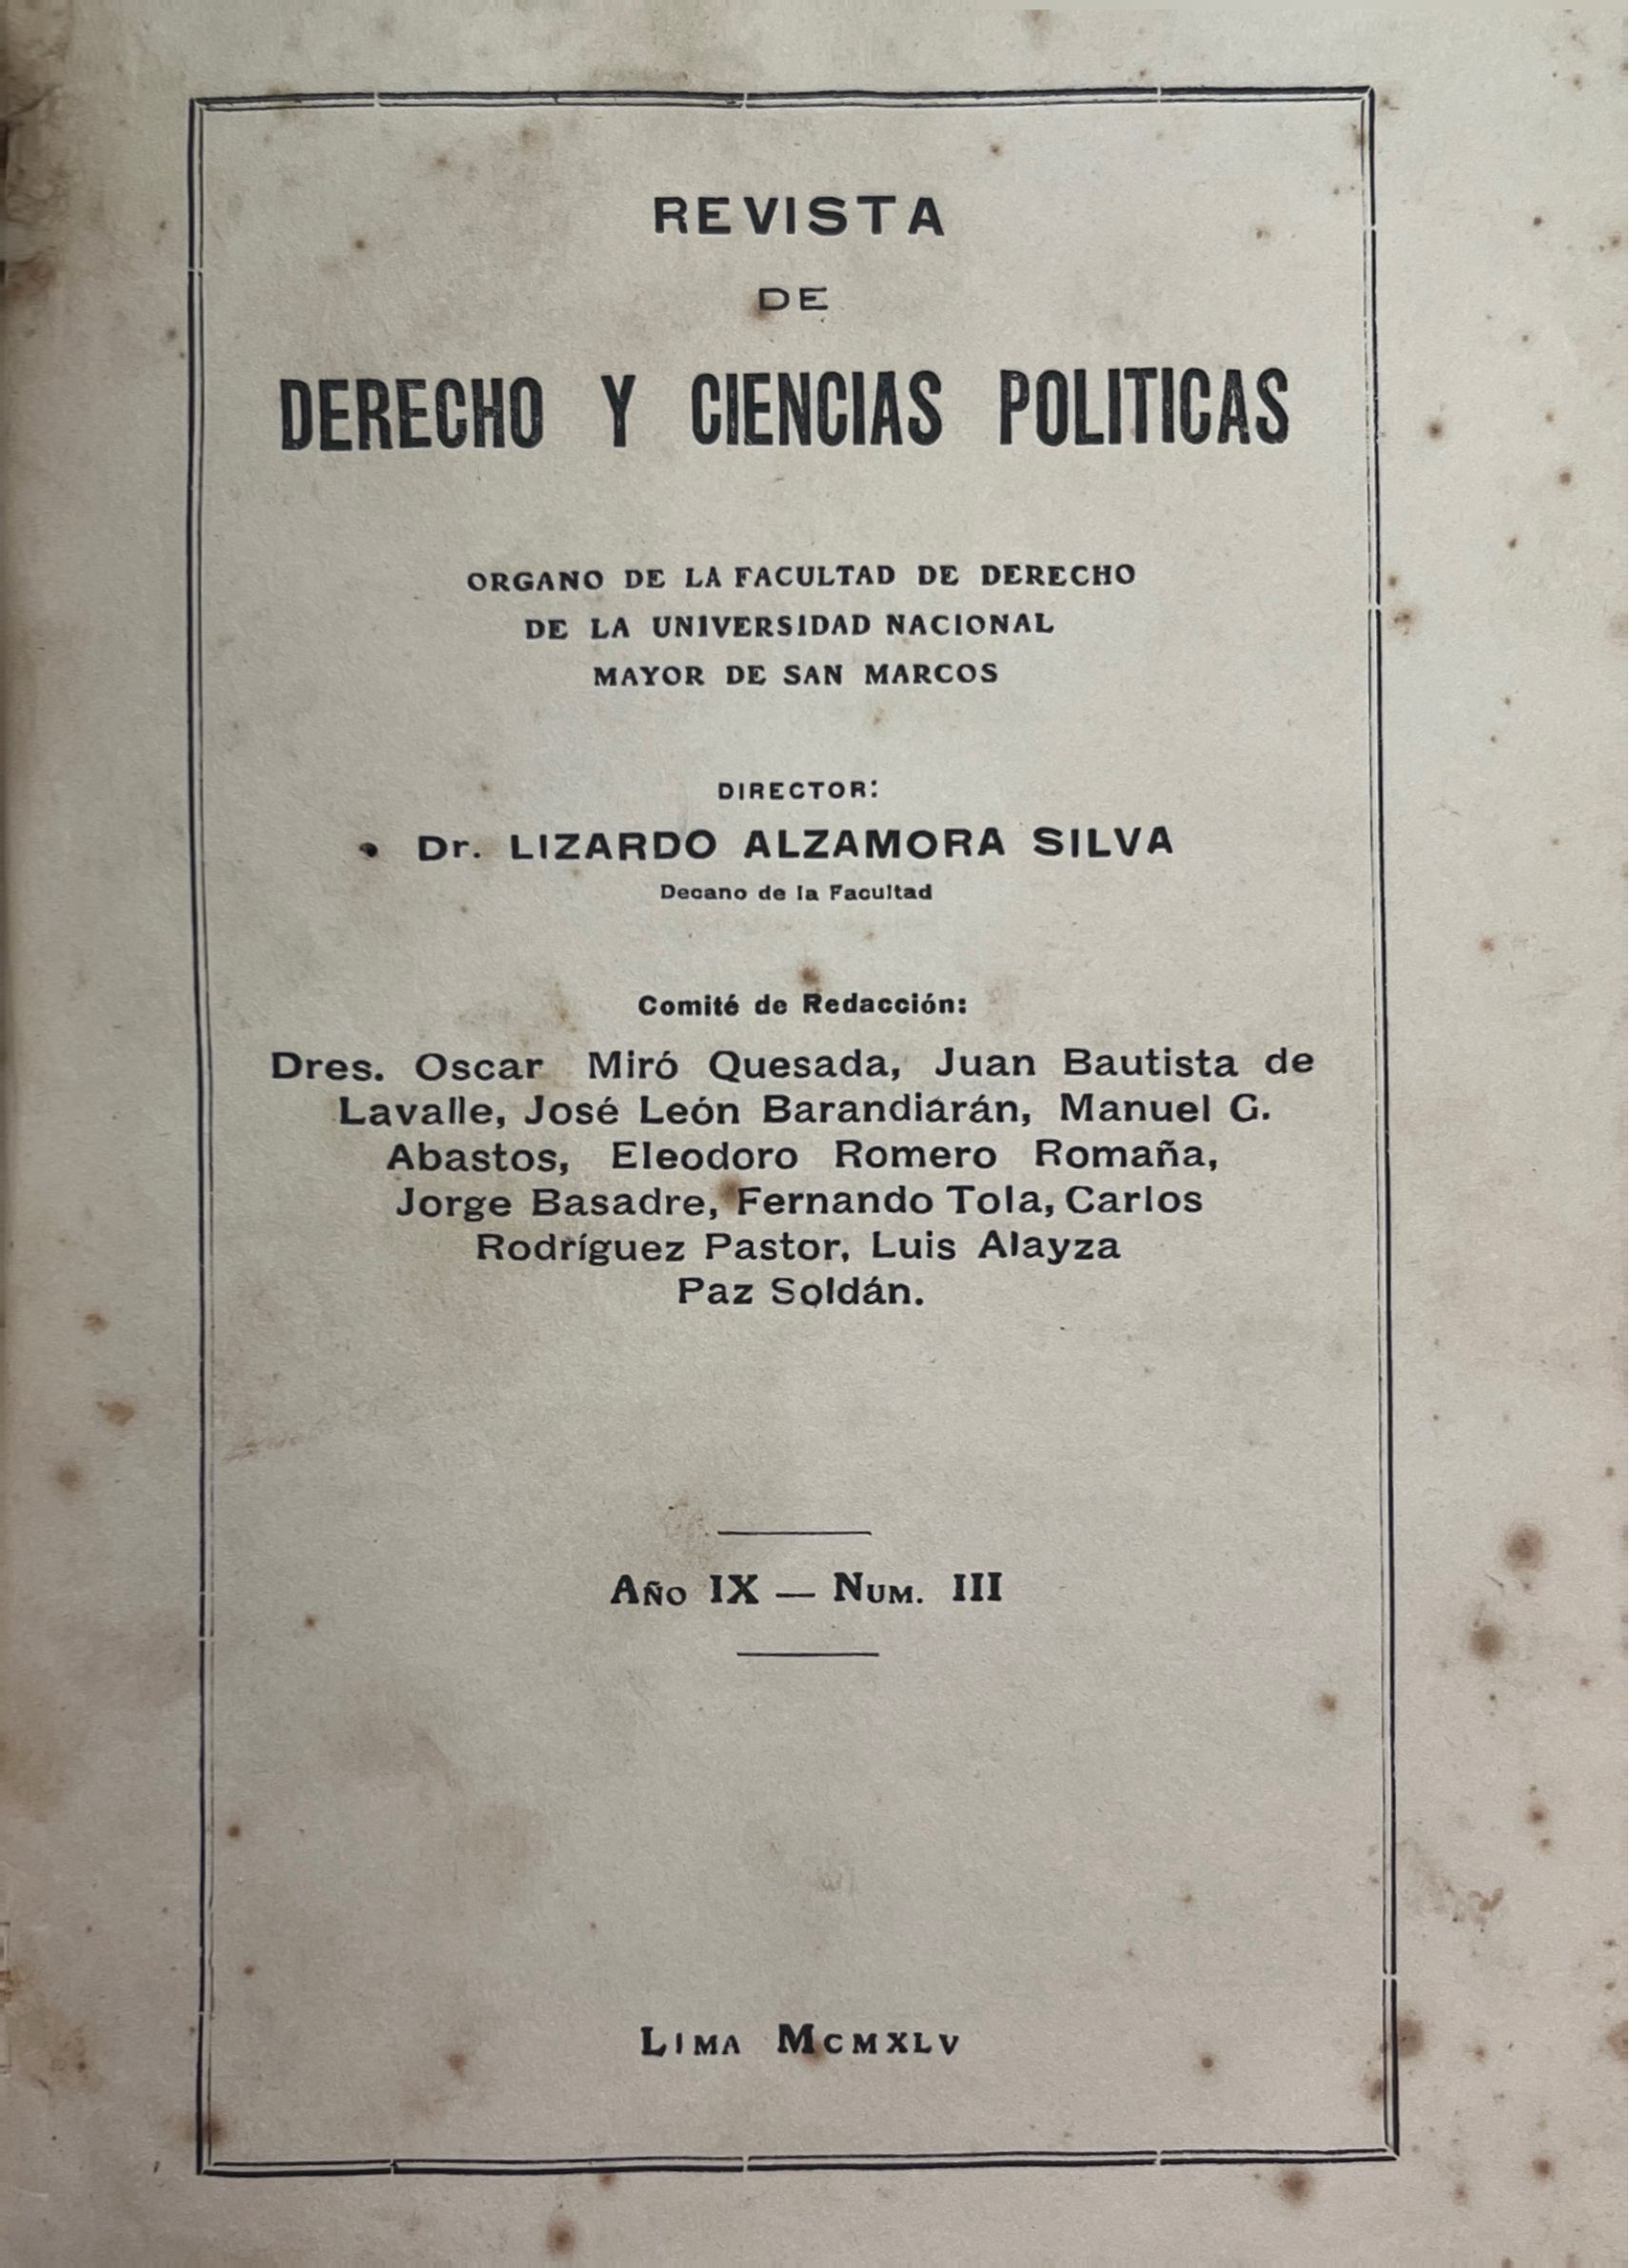 REVISTA
DE
DERECHO Y CIENCIAS POLITICAS
ORGANO DE LA FACULTAD DE DERECHO
DE LA UNIVERSIDAD NACIONAL
MAYOR DE SAN MARCOS
DIRECTOR:
Dr. LIZARDO ALZAMORA SILVA
Decano de la Facultad
Comité de Redacción:
Dres. Oscar Miró Quesada, Juan Bautista de
Lavalle, José León Barandiárán, Manuel G.
Abastos, Eleodoro Romero Romaña,
Jorge Basadre, Fernando Tola, Carlos
Rodríguez Pastor, Luis Alayza
Paz Soldán.
AÑO IX — NUM. III
LIMA MCMXLV